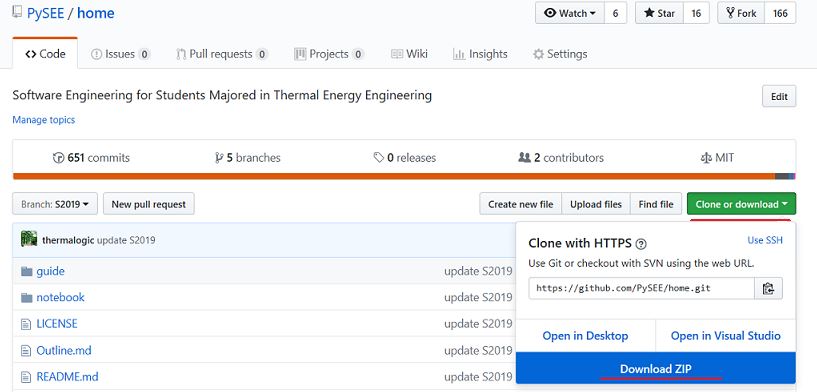 PySEE / home
Watch 6 Star 16 Fork 166
Code Issues 0 Pull requests 0 Projects 0 Wiki Insights Settings
Software Engineering for Students Majored in Thermal Energy Engineering Edit
Manage topics
651 commits 5 branches 0 releases 2 contributors MIT
Branch: S2019 New pull request Create new file Upload files Find file Clone or download
thermalogic update S2019
guide update S2019
notebook update S2019
LICENSE update S2019
Outline.md update S2019
README.md update S2019
Clone with HTTPS ? Use SSH
Use Git or checkout with SVN using the web URL.
https://github.com/PySEE/home.git
Open in Desktop Open in Visual Studio
Download ZIP